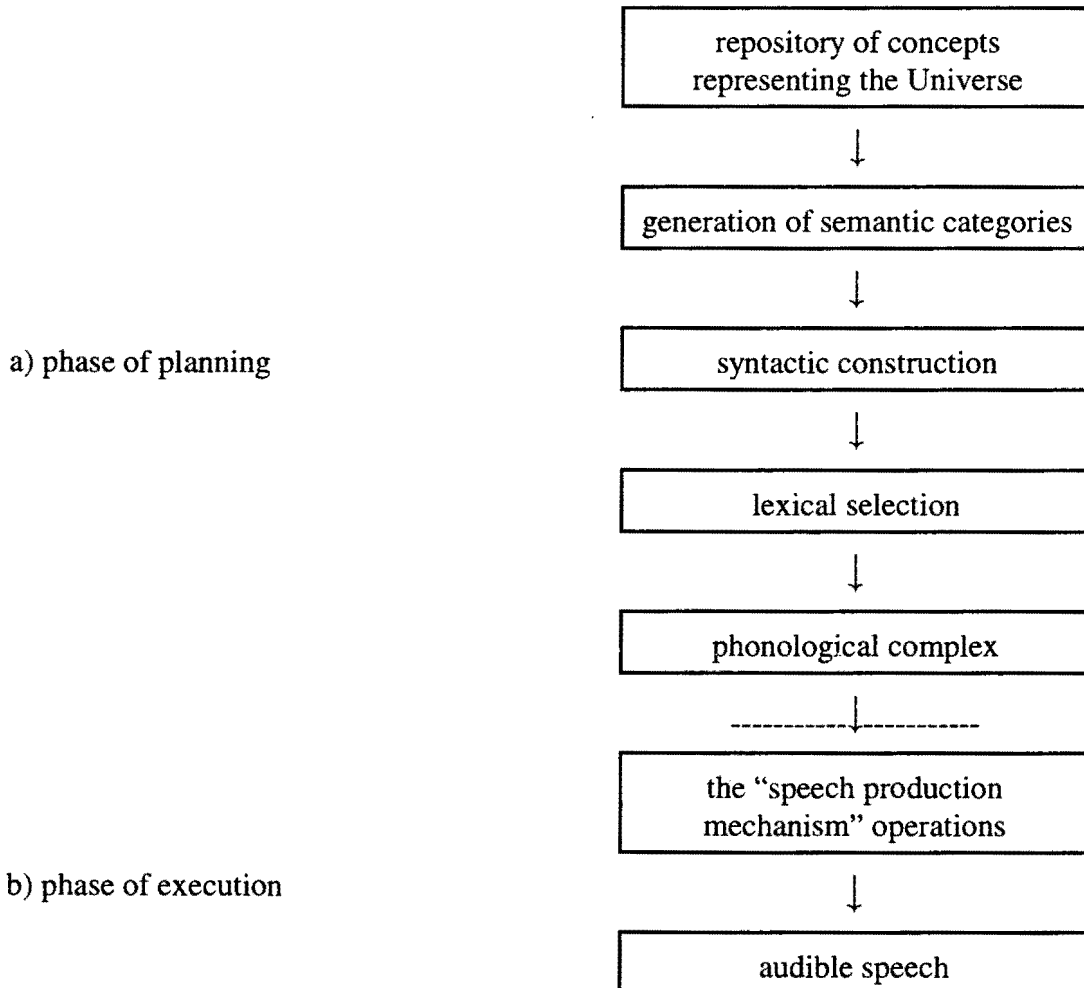 repository of concepts
representing the Universe
↓
generation of semantic categories
↓
a) phase of planning
syntactic construction
↓
lexical selection
↓
phonological complex
↓
the “speech production
mechanism” operations
b) phase of execution
↓
audible speech